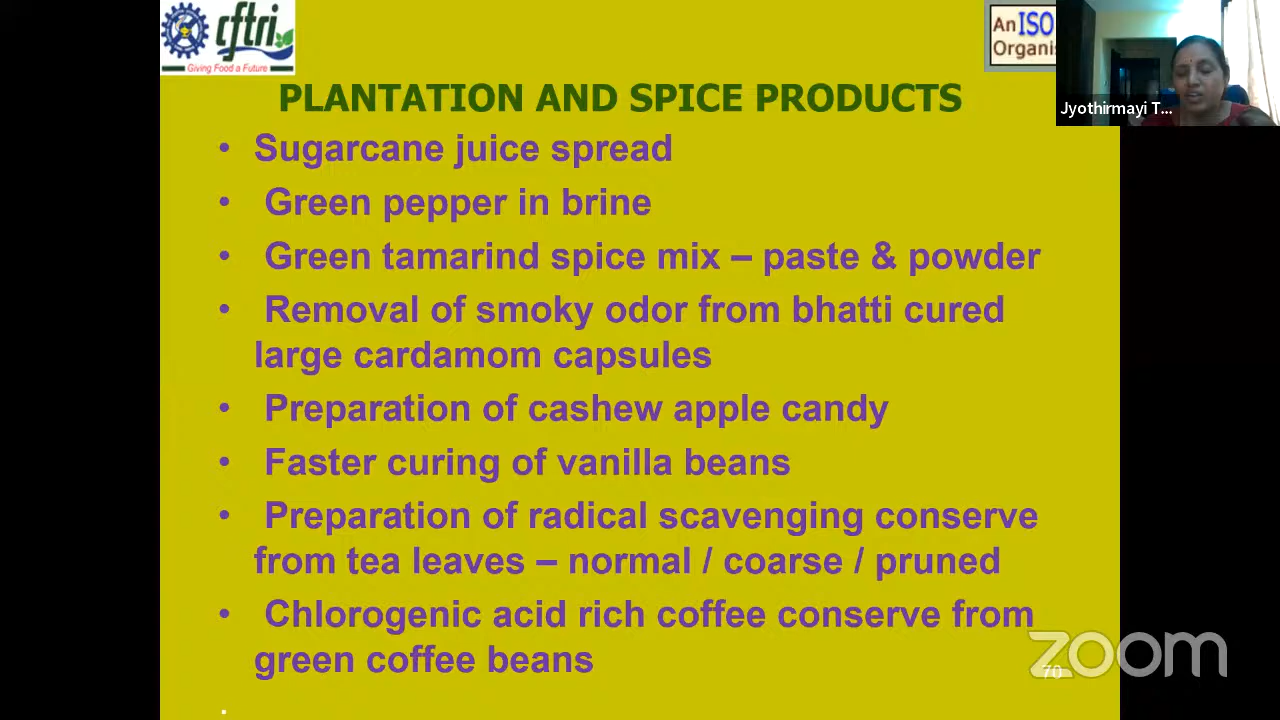 cftri
Giving Food a Future
An ISO
Organis
Jyothirmayi T...
PLANTATION AND SPICE PRODUCTS
• Sugarcane juice spread
• Green pepper in brine
• Green tamarind spice mix – paste & powder
• Removal of smoky odor from bhatti cured
large cardamom capsules
• Preparation of cashew apple candy
• Faster curing of vanilla beans
• Preparation of radical scavenging conserve
from tea leaves – normal / coarse / pruned
• Chlorogenic acid rich coffee conserve from
green coffee beans
70
zoom